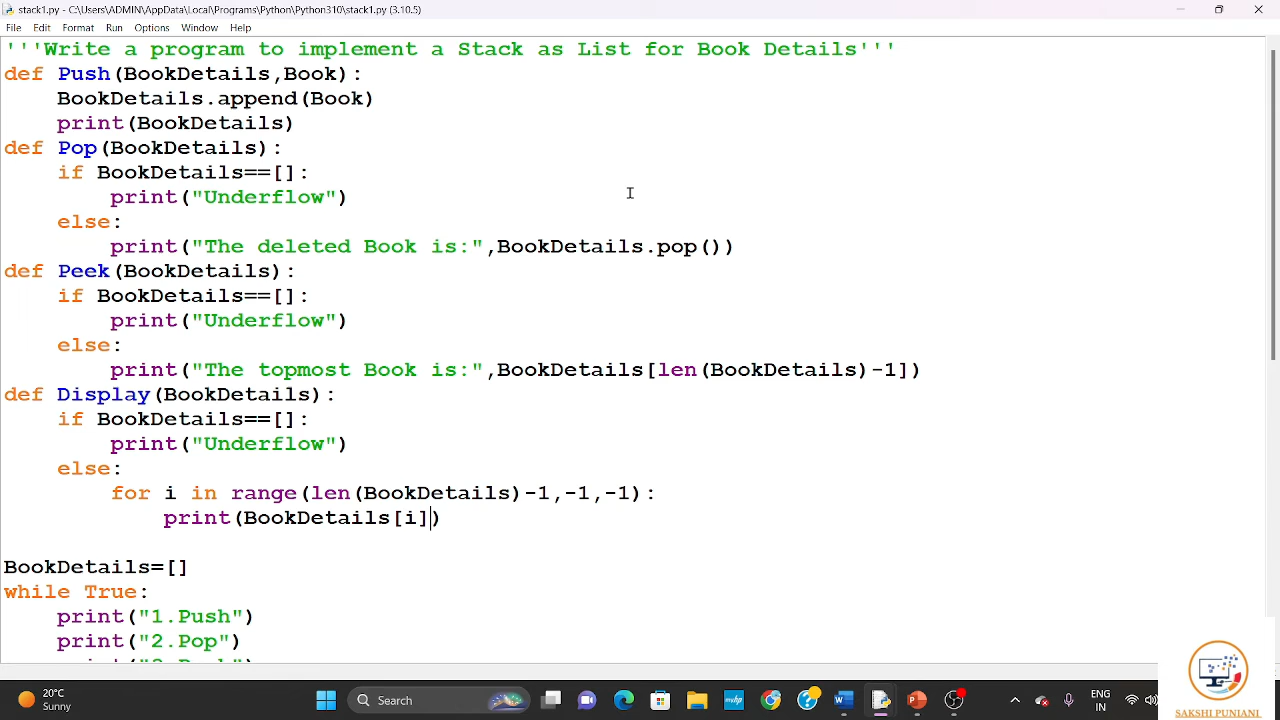 stack1.py - C:\Users\ADMIN\AppData\Local\Programs\Python\Python310\stack1.py (3.10.5)
File Edit Format Run Options Window Help
'''Write a program to implement a Stack as List for Book Details'''
def Push(BookDetails,Book):
    BookDetails.append(Book)
    print(BookDetails)
def Pop(BookDetails):
    if BookDetails==[]:
        print("Underflow")
    else:
        print("The deleted Book is:",BookDetails.pop())
def Peek(BookDetails):
    if BookDetails==[]:
        print("Underflow")
    else:
        print("The topmost Book is:",BookDetails[len(BookDetails)-1])
def Display(BookDetails):
    if BookDetails==[]:
        print("Underflow")
    else:
        for i in range(len(BookDetails)-1,-1,-1):
            print(BookDetails[i])
BookDetails=[]
while True:
    print("1.Push")
    print("2.Pop")
20°C
Sunny
Search
ENG
IN
SAKSHI PUNIANI